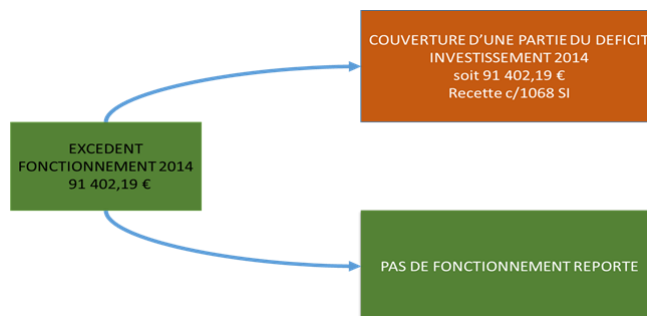 COUVERTURE D'UNE PARTIE DU DEFICIT
INVESTISSEMENT 2014
soit 91 402,19 €
Recette c/1068 SI
EXCEDENT
FONCTIONNEMENT 2014
91 402,19 €
PAS DE FONCTIONNEMENT REPORTE